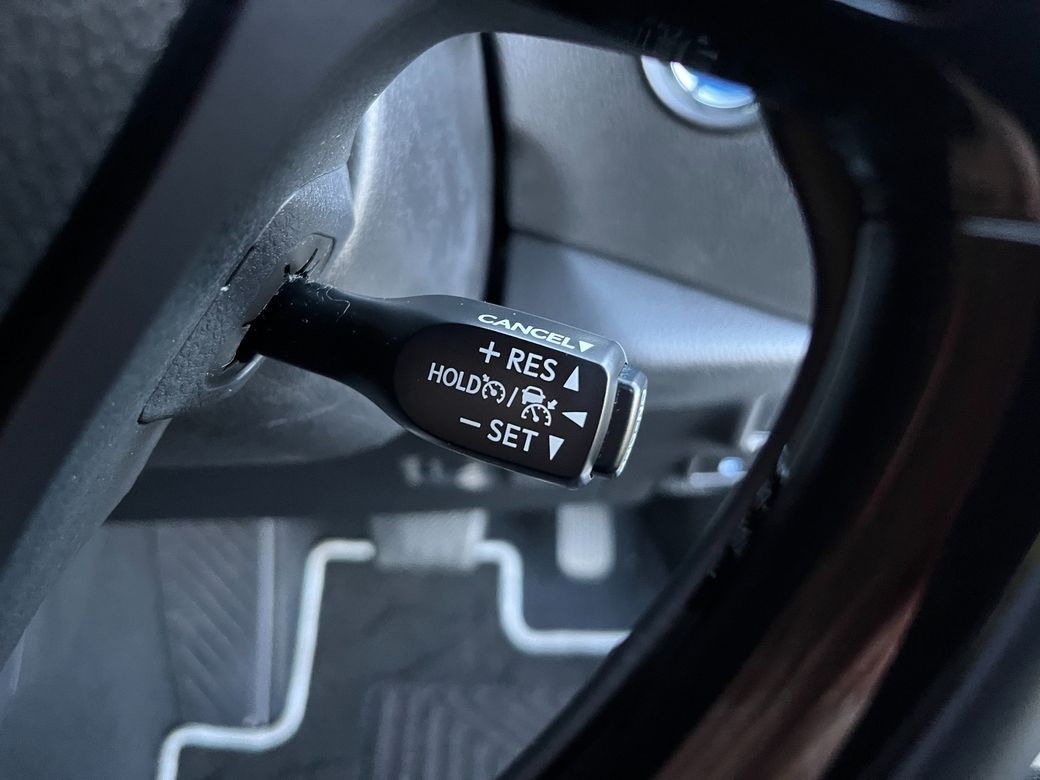 CANCEL▼
+ RES ▲
HOLD / ◀
− SET ▼